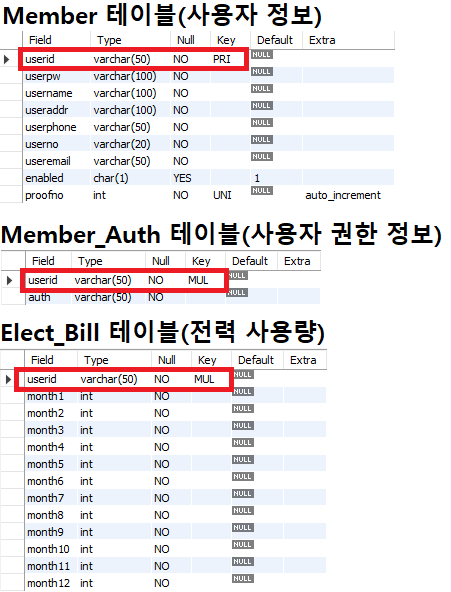 Member 테이블(사용자 정보)
Field Type Null Key Default Extra
userid varchar(50) NO PRI NULL
userpw varchar(100) NO NULL
username varchar(100) NO NULL
useraddr varchar(100) NO NULL
userphone varchar(50) NO NULL
userno varchar(20) NO NULL
useremail varchar(50) NO NULL
enabled char(1) YES 1
proofno int NO UNI NULL auto_increment
Member_Auth 테이블(사용자 권한 정보)
Field Type Null Key Default Extra
userid varchar(50) NO MUL NULL
auth varchar(50) NO NULL
Elect_Bill 테이블(전력 사용량)
Field Type Null Key Default Extra
userid varchar(50) NO MUL NULL
month1 int NO NULL
month2 int NO NULL
month3 int NO NULL
month4 int NO NULL
month5 int NO NULL
month6 int NO NULL
month7 int NO NULL
month8 int NO NULL
month9 int NO NULL
month10 int NO NULL
month11 int NO NULL
month12 int NO NULL